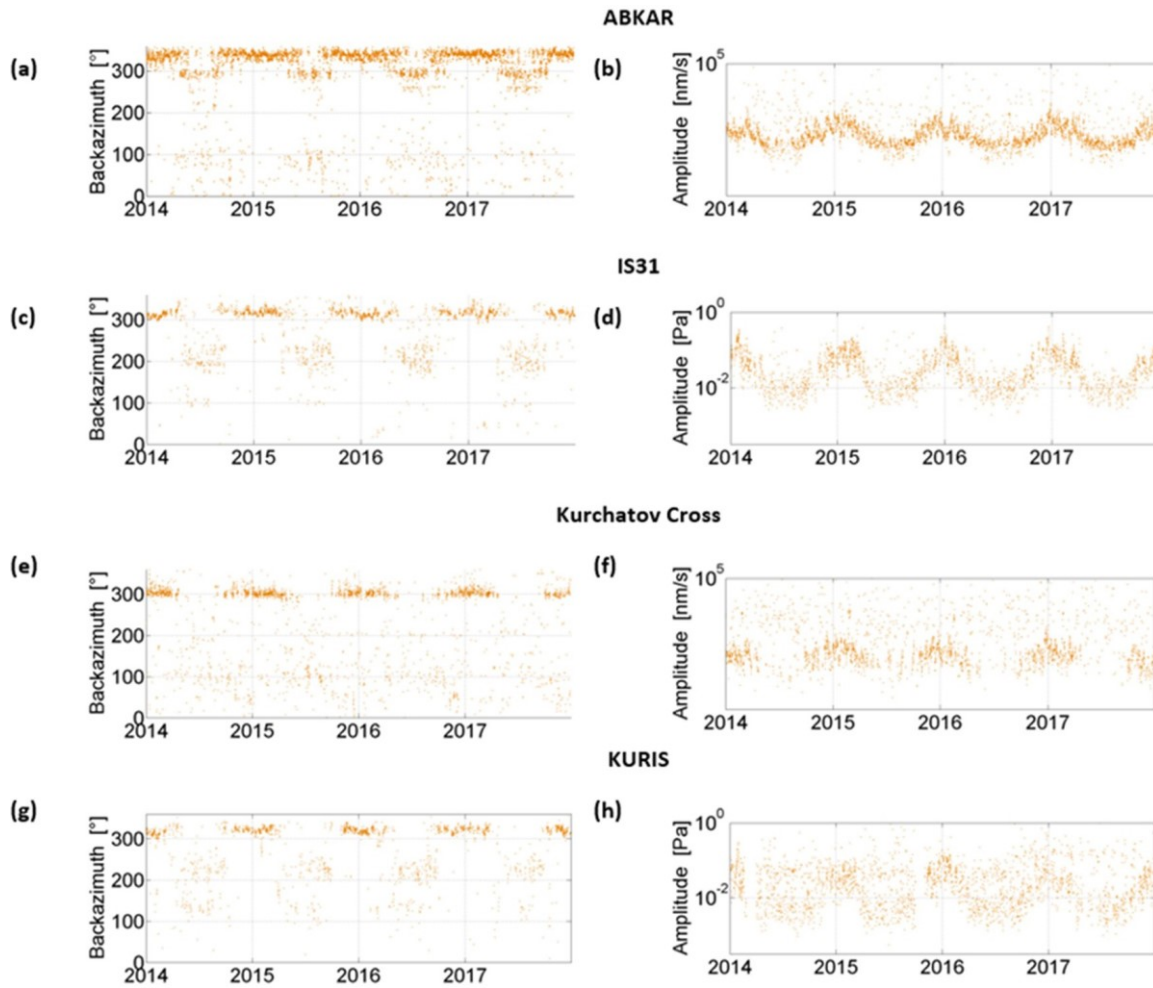 ABKAR
(a)
Backazimuth [°]
300
200
100
0
2014 2015 2016 2017
(b)
Amplitude [nm/s]
10^5
2014 2015 2016 2017
IS31
(c)
Backazimuth [°]
300
200
100
0
2014 2015 2016 2017
(d)
Amplitude [Pa]
10^0
10^-2
2014 2015 2016 2017
Kurchatov Cross
(e)
Backazimuth [°]
300
200
100
0
2014 2015 2016 2017
(f)
Amplitude [nm/s]
10^5
2014 2015 2016 2017
KURIS
(g)
Backazimuth [°]
300
200
100
0
2014 2015 2016 2017
(h)
Amplitude [Pa]
10^0
10^-2
2014 2015 2016 2017